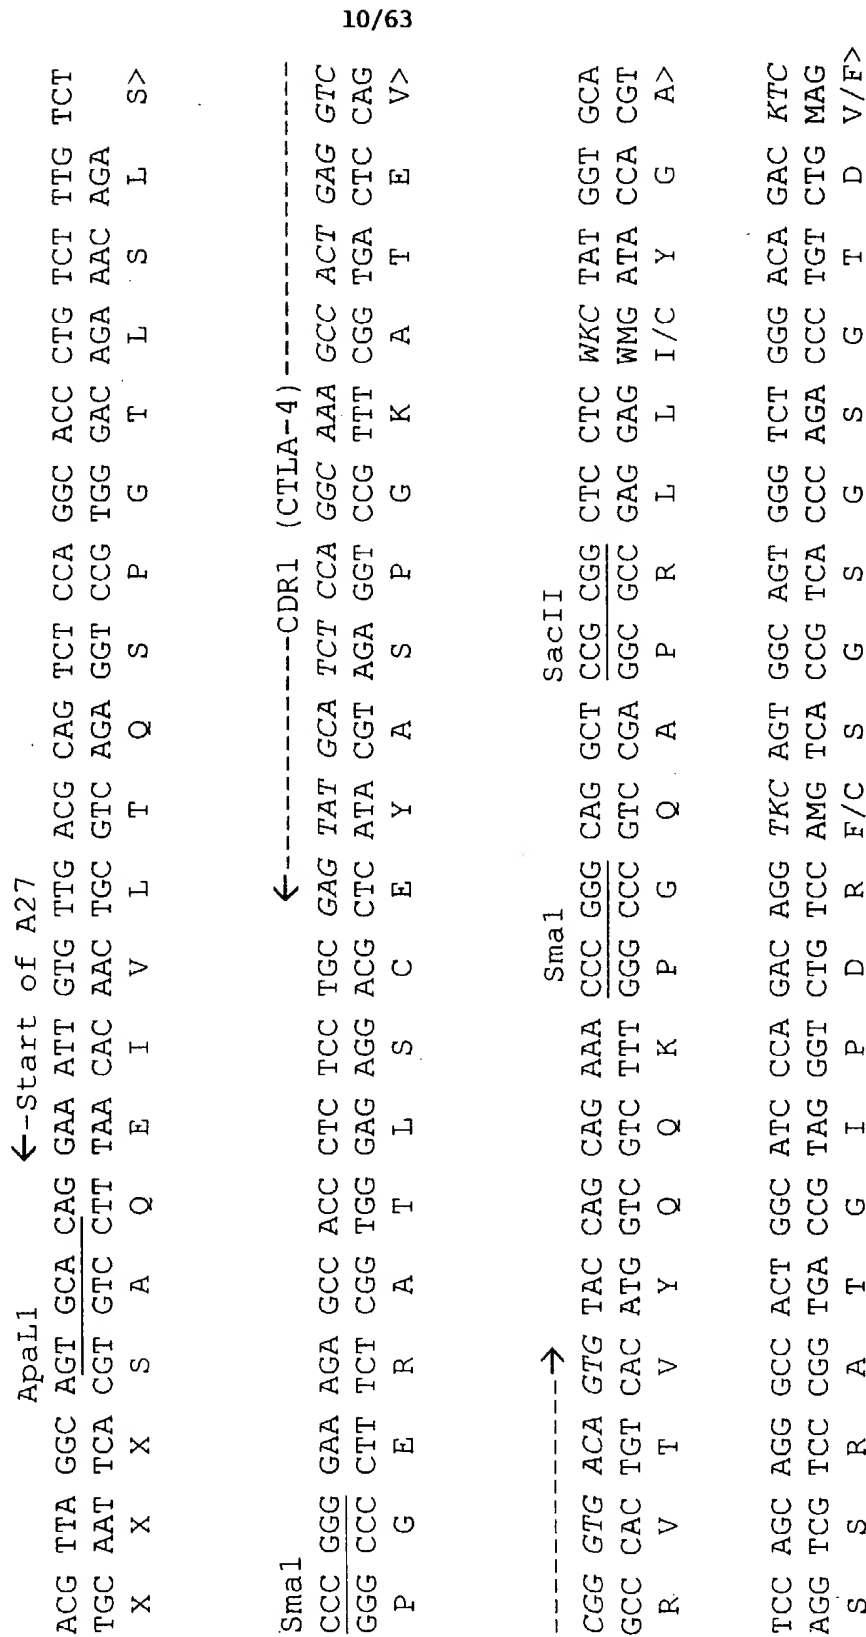 10/63
ApaL1 ←-Start of A27
ACG TTA GGC AGT GCA CAG GAA ATT GTG TTG ACG CAG TCT CCA GGC ACC CTG TCT TTG TCT
TGC AAT TCA CGT GTC CTT TAA CAC AAC TGC GTC AGA GGT CCG TGG GAC AGA AAC AGA
X X X S A Q E I V L T Q S P G T L S L S>
Sma1 ←-----------CDR1 (CTLA-4)--------------------
CCC GGG GAA AGA GCC ACC CTC TCC TGC GAG TAT GCA TCT CCA GGC AAA GCC ACT GAG GTC
GGG CCC CTT TCT CGG TGG GAG AGG ACG CTC ATA CGT AGA GGT CCG TTT CGG TGA CTC CAG
P G E R A T L S C E Y A S P G K A T E V>
------------→ Sma1 SacII
CGG GTG ACA GTG TAC CAG CAG AAA CCC GGG CAG GCT CCG CGG CTC CTC WKC TAT GGT GCA
GCC CAC TGT CAC ATG GTC GTC TTT GGG CCC GTC CGA GGC GCC GAG GAG WMG ATA CCA CGT
R V T V Y Q Q K P G Q A P R L L I/C Y G A>
TCC AGC AGG GCC ACT GGC ATC CCA GAC AGG TKC AGT GGC AGT GGG TCT GGG ACA GAC KTC
AGG TCG TCC CGG TGA CCG TAG GGT CTG TCC AMG TCA CCG TCA CCC AGA CCC TGT CTG MAG
S S R A T G I P D R F/C S G S G S G T D V/F>